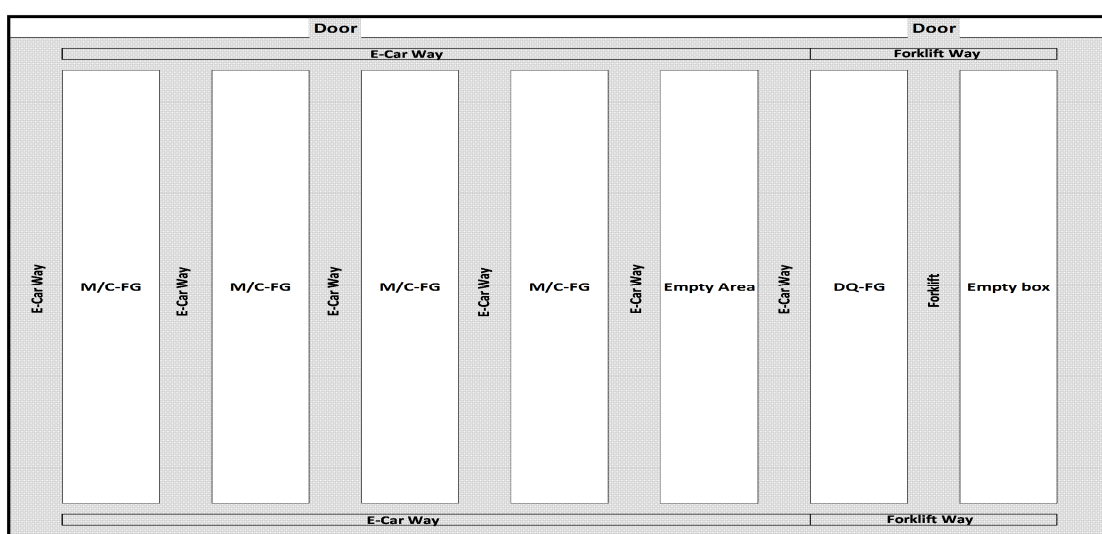 Door
Door
E-Car Way
Forklift Way
E-Car Way
M/C-FG
E-Car Way
M/C-FG
E-Car Way
M/C-FG
E-Car Way
M/C-FG
E-Car Way
Empty Area
E-Car Way
DQ-FG
Forklift
Empty box
E-Car Way
Forklift Way